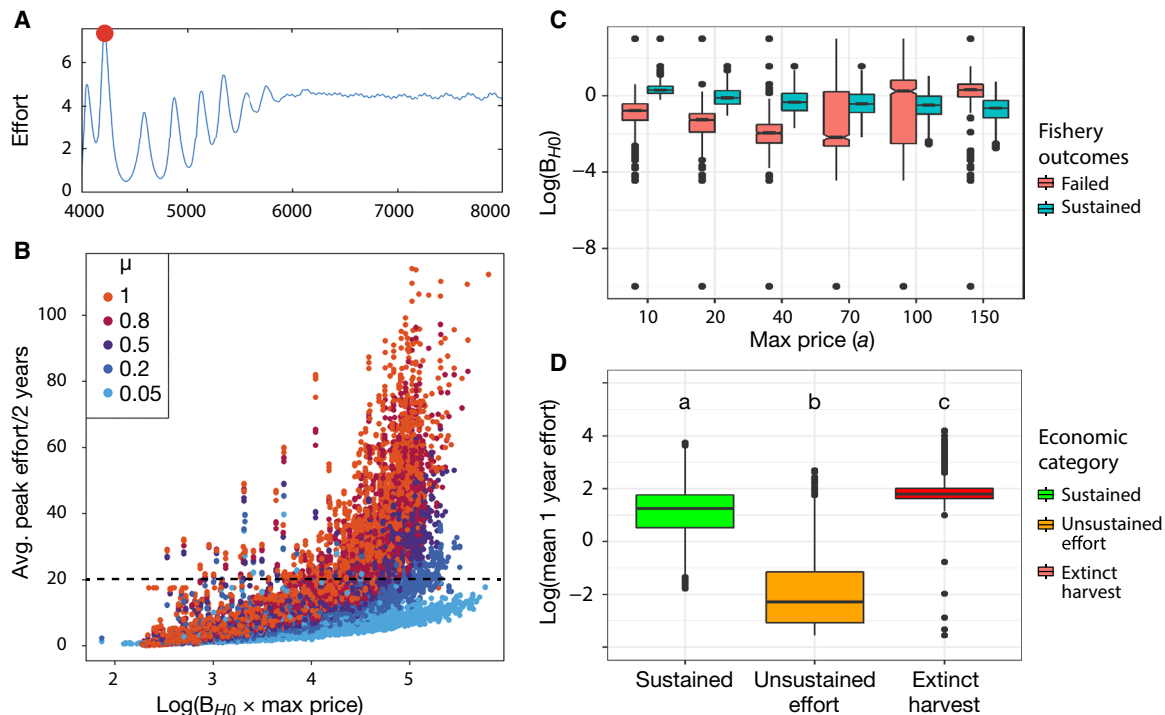 A
6
4
2
0
Effort
4000 5000 6000 7000 8000
B
μ
1
0.8
0.5
0.2
0.05
100
80
60
40
20
0
Avg. peak effort/2 years
2 3 4 5
Log(B_H0 × max price)
C
0
−4
−8
Log(B_H0)
10 20 40 70 100 150
Max price (a)
Fishery
outcomes
Failed
Sustained
D
a b c
4
2
0
−2
Log(mean 1 year effort)
Sustained Unsustained Extinct
effort harvest
Economic
category
Sustained
Unsustained
effort
Extinct
harvest